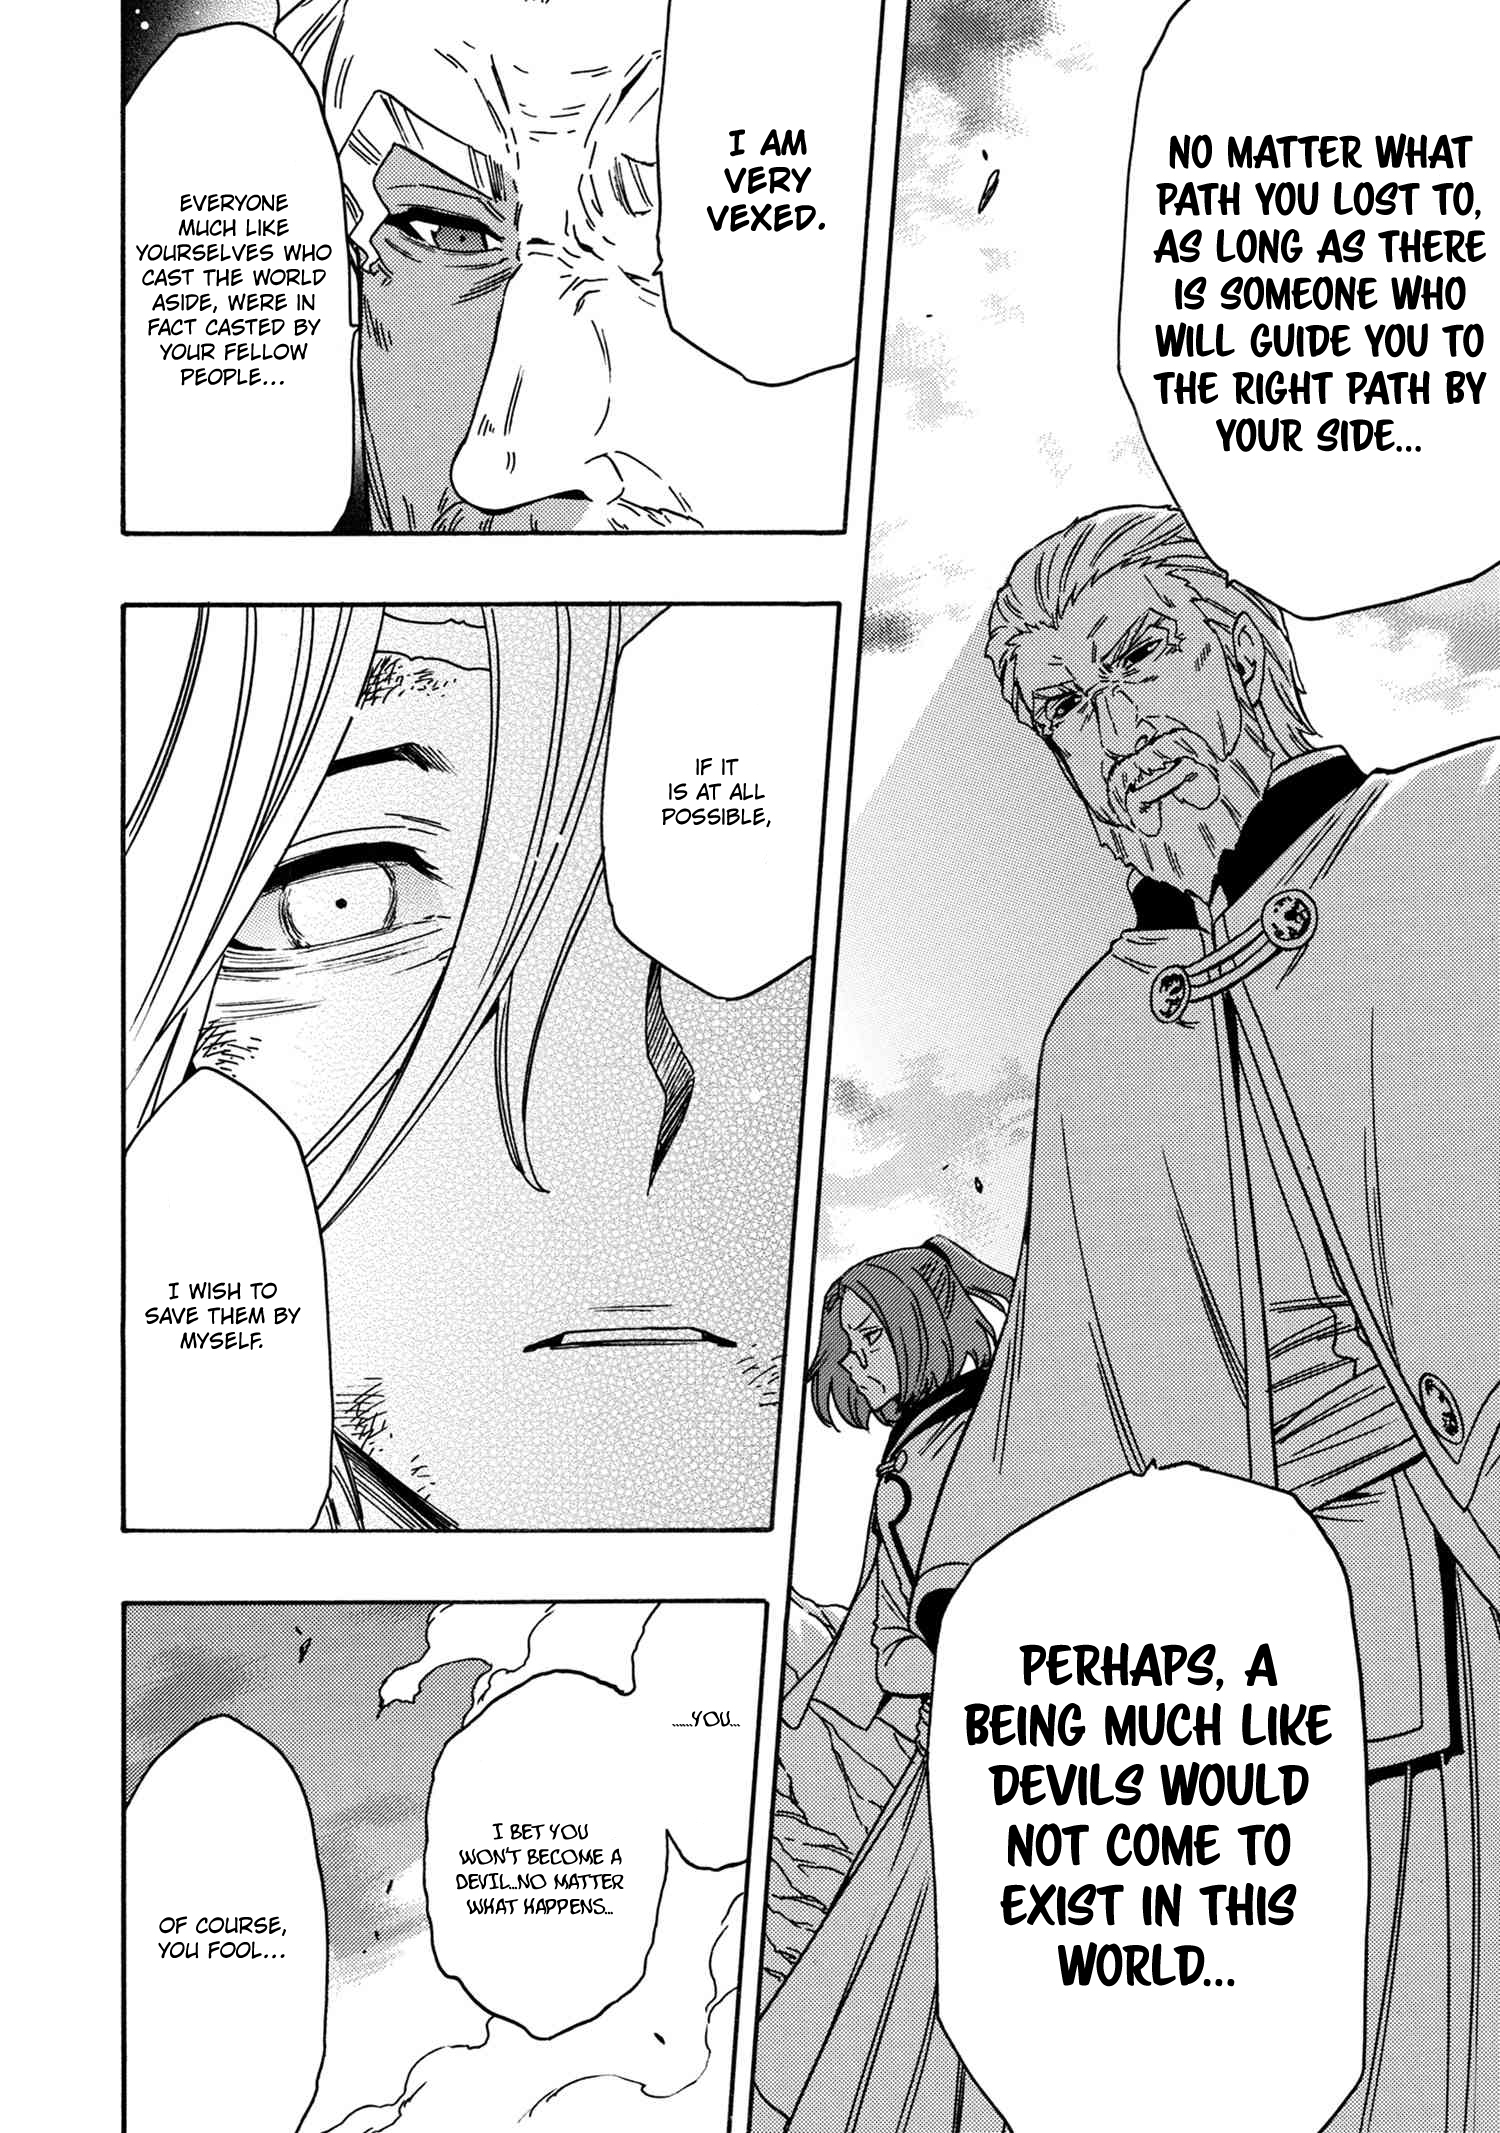 NO MATTER WHAT
PATH YOU LOST TO,
AS LONG AS THERE
IS SOMEONE WHO
WILL GUIDE YOU TO
THE RIGHT PATH BY
YOUR SIDE...
PERHAPS, A
BEING MUCH LIKE
DEVILS WOULD
NOT COME TO
EXIST IN THIS
WORLD...
I AM
VERY
VEXED.
EVERYONE
MUCH LIKE
YOURSELVES WHO
CAST THE WORLD
ASIDE, WERE IN
FACT CASTED BY
YOUR FELLOW
PEOPLE...
IF IT
IS AT ALL
POSSIBLE,
I WISH TO
SAVE THEM BY
MYSELF.
......YOU...
I BET YOU
WON'T BECOME A
DEVIL...NO MATTER
WHAT HAPPENS...
OF COURSE,
YOU FOOL...